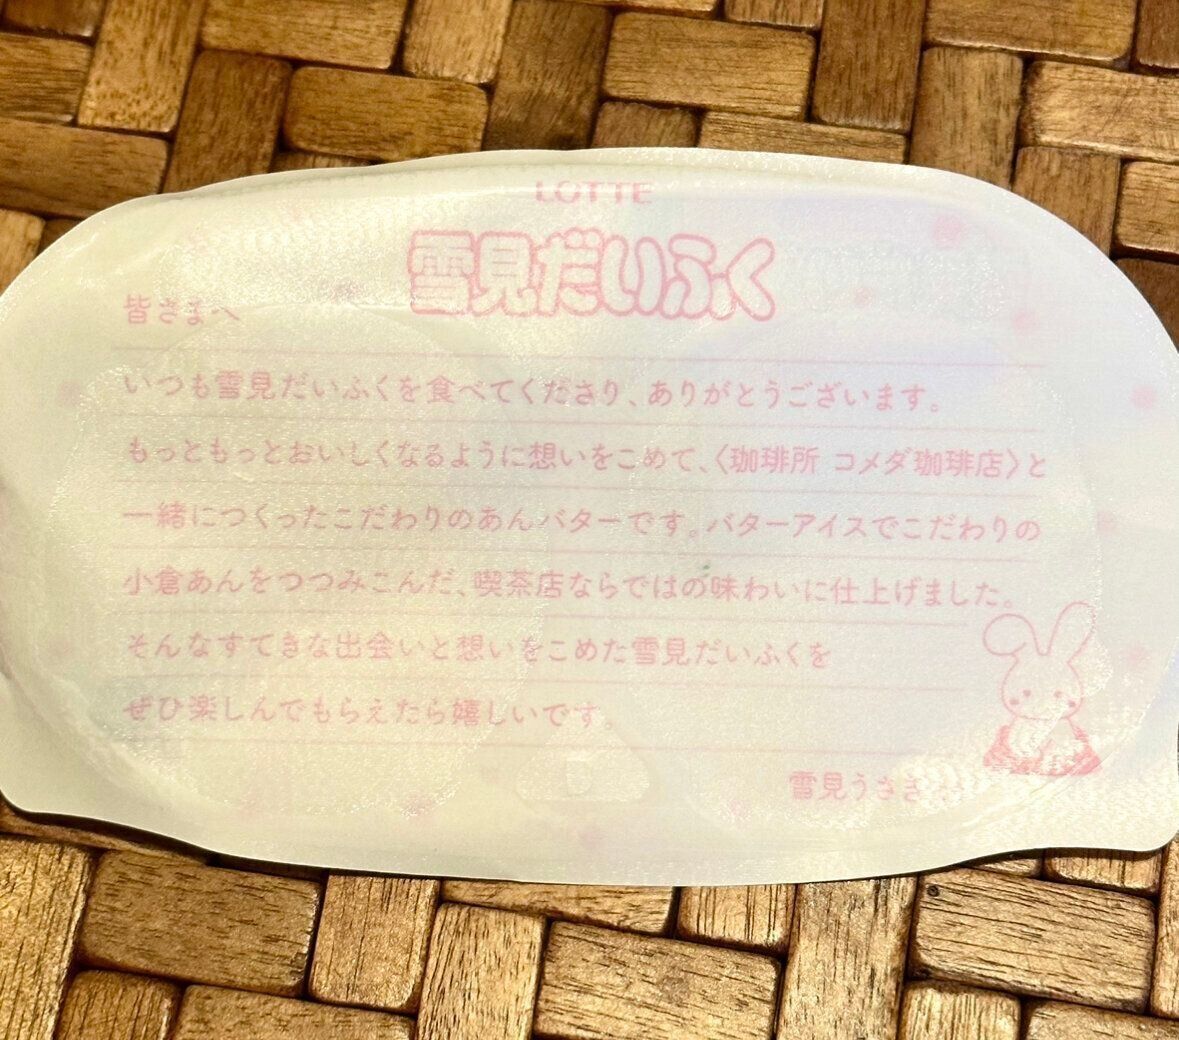 LOTTE
雪見だいふく
皆さまへ
いつも雪見だいふくを食べてくださり、ありがとうございます。
もっともっとおいしくなるように想いをこめて、〈珈琲所 コメダ珈琲店〉と
一緒につくったこだわりのあんバターです。バターアイスでこだわりの
小倉あんをつつみこんだ、喫茶店ならではの味わいに仕上げました。
そんなすてきな出会いと想いをこめた雪見だいふくを
ぜひ楽しんでもらえたら嬉しいです。
雪見うさぎ